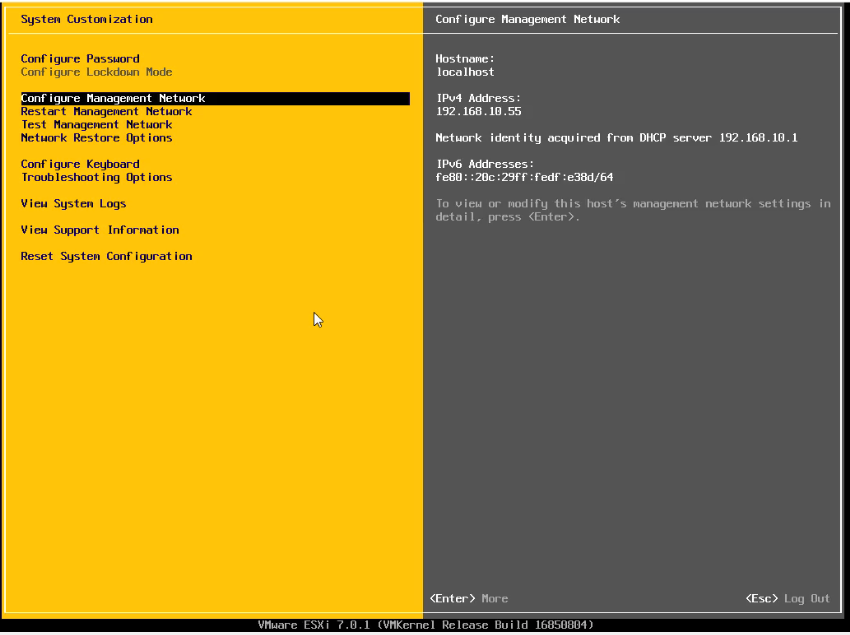 System Customization
Configure Password
Configure Lockdown Mode
Configure Management Network
Restart Management Network
Test Management Network
Network Restore Options
Configure Keyboard
Troubleshooting Options
View System Logs
View Support Information
Reset System Configuration
Configure Management Network
Hostname:
localhost
IPv4 Address:
192.168.10.55
Network identity acquired from DHCP server 192.168.10.1
IPv6 Addresses:
fe80::20c:29ff:fedf:e38d/64
To view or modify this host's management network settings in
detail, press <Enter>.
<Enter> More
<Esc> Log Out
VMware ESXi 7.0.1 (VMKernel Release Build 16850804)